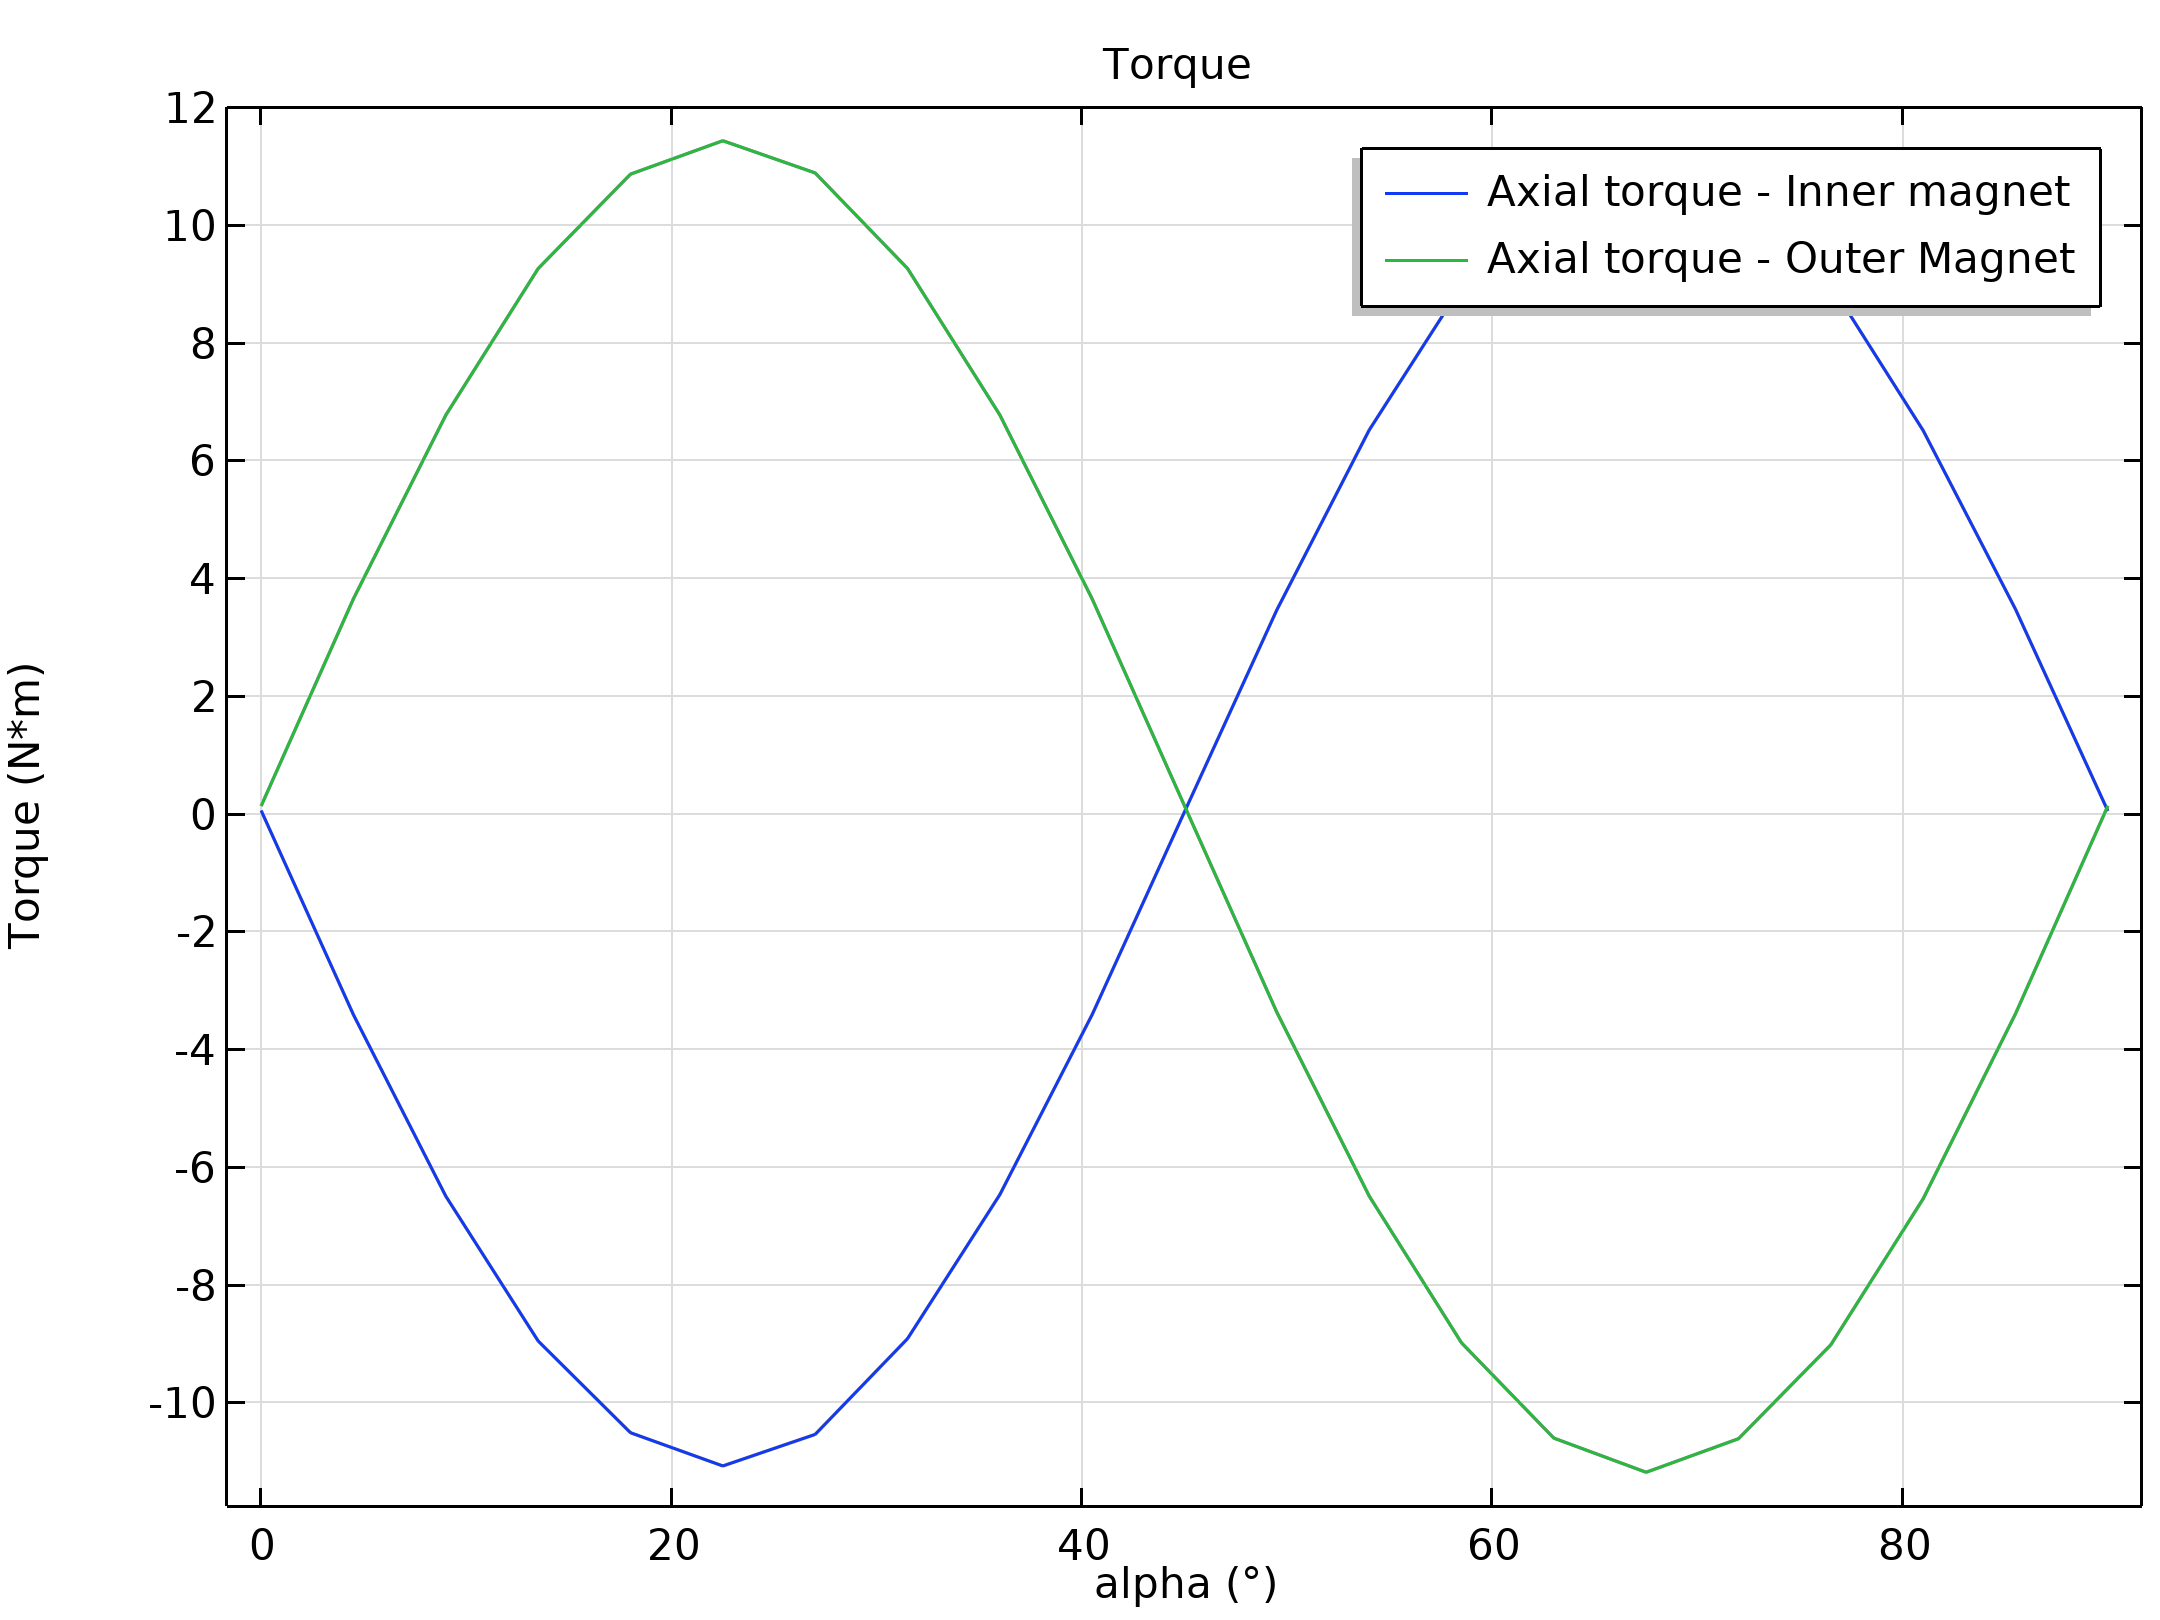 Torque
12
10
8
6
4
2
0
-2
-4
-6
-8
-10
Torque (N*m)
Axial torque - Inner magnet
Axial torque - Outer Magnet
0 20 40 60 80
alpha (°)